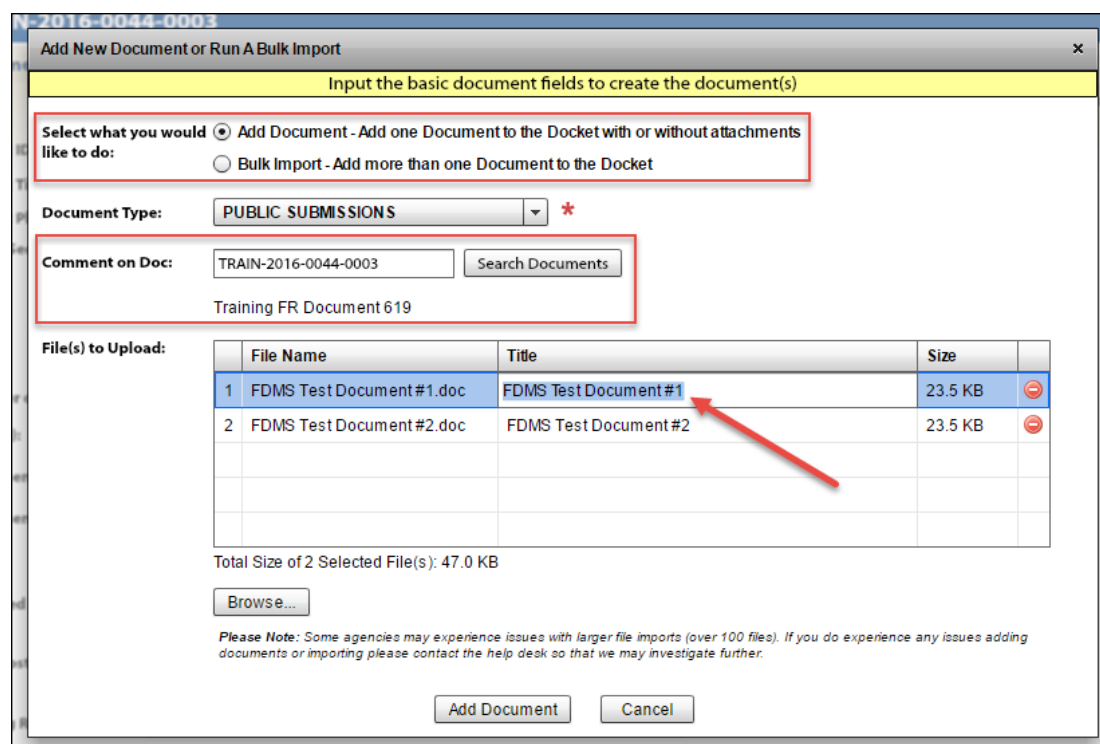 N-2016-0044-0003
Add New Document or Run A Bulk Import
Input the basic document fields to create the document(s)
Select what you would
like to do:
Add Document - Add one Document to the Docket with or without attachments
Bulk Import - Add more than one Document to the Docket
Document Type: PUBLIC SUBMISSIONS *
Comment on Doc: TRAIN-2016-0044-0003 Search Documents
Training FR Document 619
File(s) to Upload:
File Name Title Size
1 FDMS Test Document #1.doc FDMS Test Document #1 23.5 KB
2 FDMS Test Document #2.doc FDMS Test Document #2 23.5 KB
Total Size of 2 Selected File(s): 47.0 KB
Browse...
Please Note: Some agencies may experience issues with larger file imports (over 100 files). If you do experience any issues adding
documents or importing please contact the help desk so that we may investigate further.
Add Document Cancel